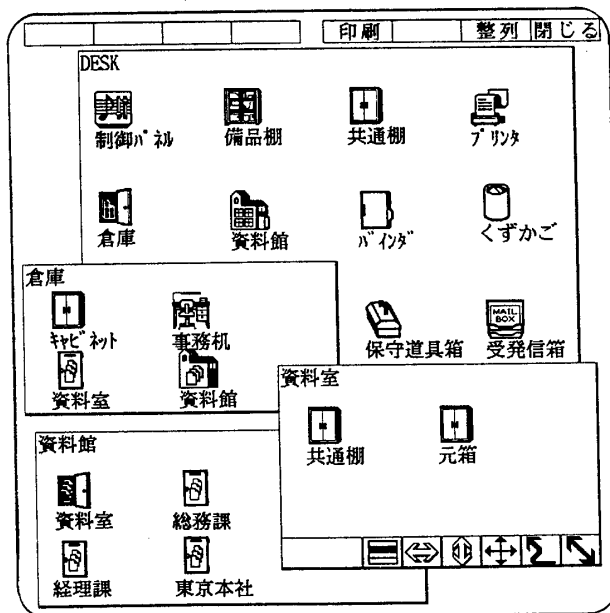 印刷 整列 閉じる
DESK
制御パネル 備品棚 共通棚 プリンタ
倉庫 資料館 バインダ くずかご
倉庫
キャビネット 事務机
保守道具箱 受発信箱
MAIL BOX
資料室 資料館
資料室
共通棚 元箱
資料館
資料室 総務課
経理課 東京本社